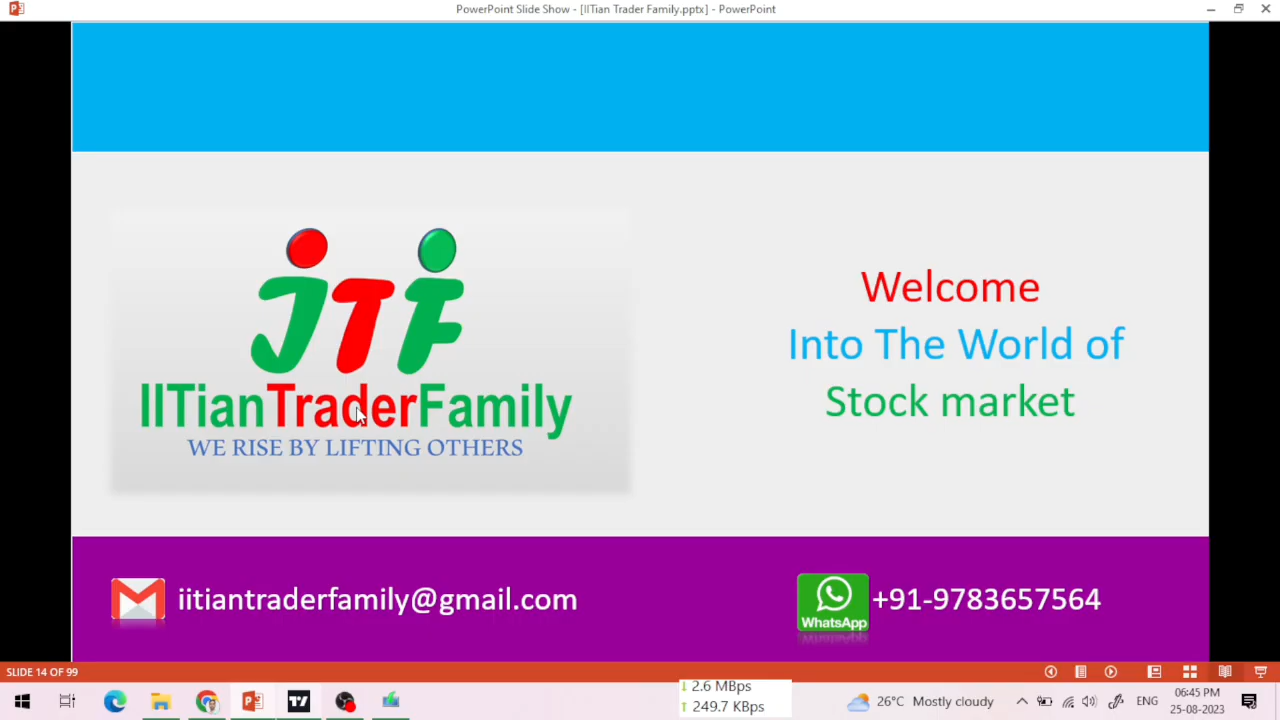 PowerPoint Slide Show - [IITian Trader Family.pptx] - PowerPoint
JTF
IITianTraderFamily
WE RISE BY LIFTING OTHERS
Welcome
Into The World of
Stock market
iitiantraderfamily@gmail.com
WhatsApp
+91-9783657564
SLIDE 14 OF 99
↓ 2.6 MBps
↑ 249.7 KBps
26°C Mostly cloudy
ENG
06:45 PM
25-08-2023